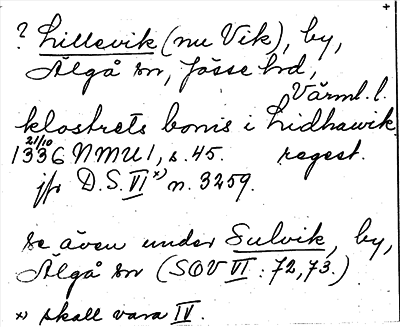 ? Lillevik (nu Vik), by,
Älgå sn, Jösse hd,
Värml. l.
klostrets bonis i Lidhawik
21/10
1336 NMU 1, s. 45. regest.
jfr D.S. VI x) n. 3259.
se även under Sulvik, by,
Älgå sn (SOV VI: 72, 73.)
x) skall vara IV.